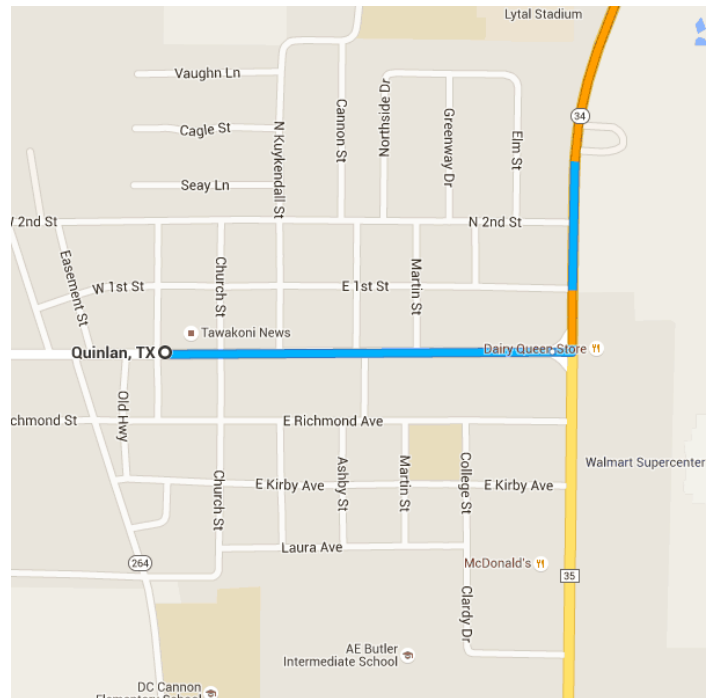 Lytal Stadium
Vaughn Ln
34
Cagle St
N Kuykendall St
Cannon St
Northside Dr
Greenway Dr
Elm St
Seay Ln
W 2nd St
N 2nd St
Easement St
Church St
Martin St
W 1st St
E 1st St
Tawakoni News
Quinlan, TX
Dairy Queen Store
Old Hwy
chmond St
E Richmond Ave
Ashby St
Martin St
College St
Walmart Supercenter
Church St
E Kirby Ave
E Kirby Ave
Laura Ave
264
McDonald's
35
Clardy Dr
AE Butler
Intermediate School
DC Cannon
Elementary School